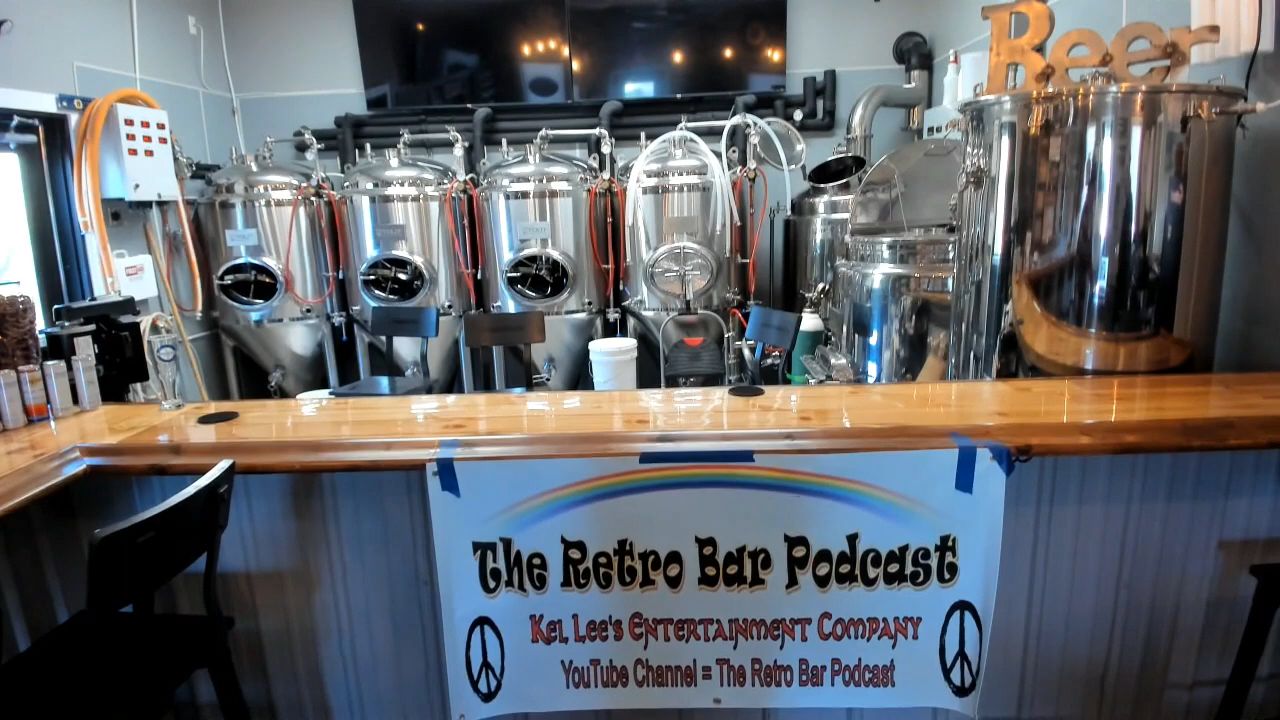 Beer
The Retro Bar Podcast
Kel Lee's Entertainment Company
YouTube Channel = The Retro Bar Podcast